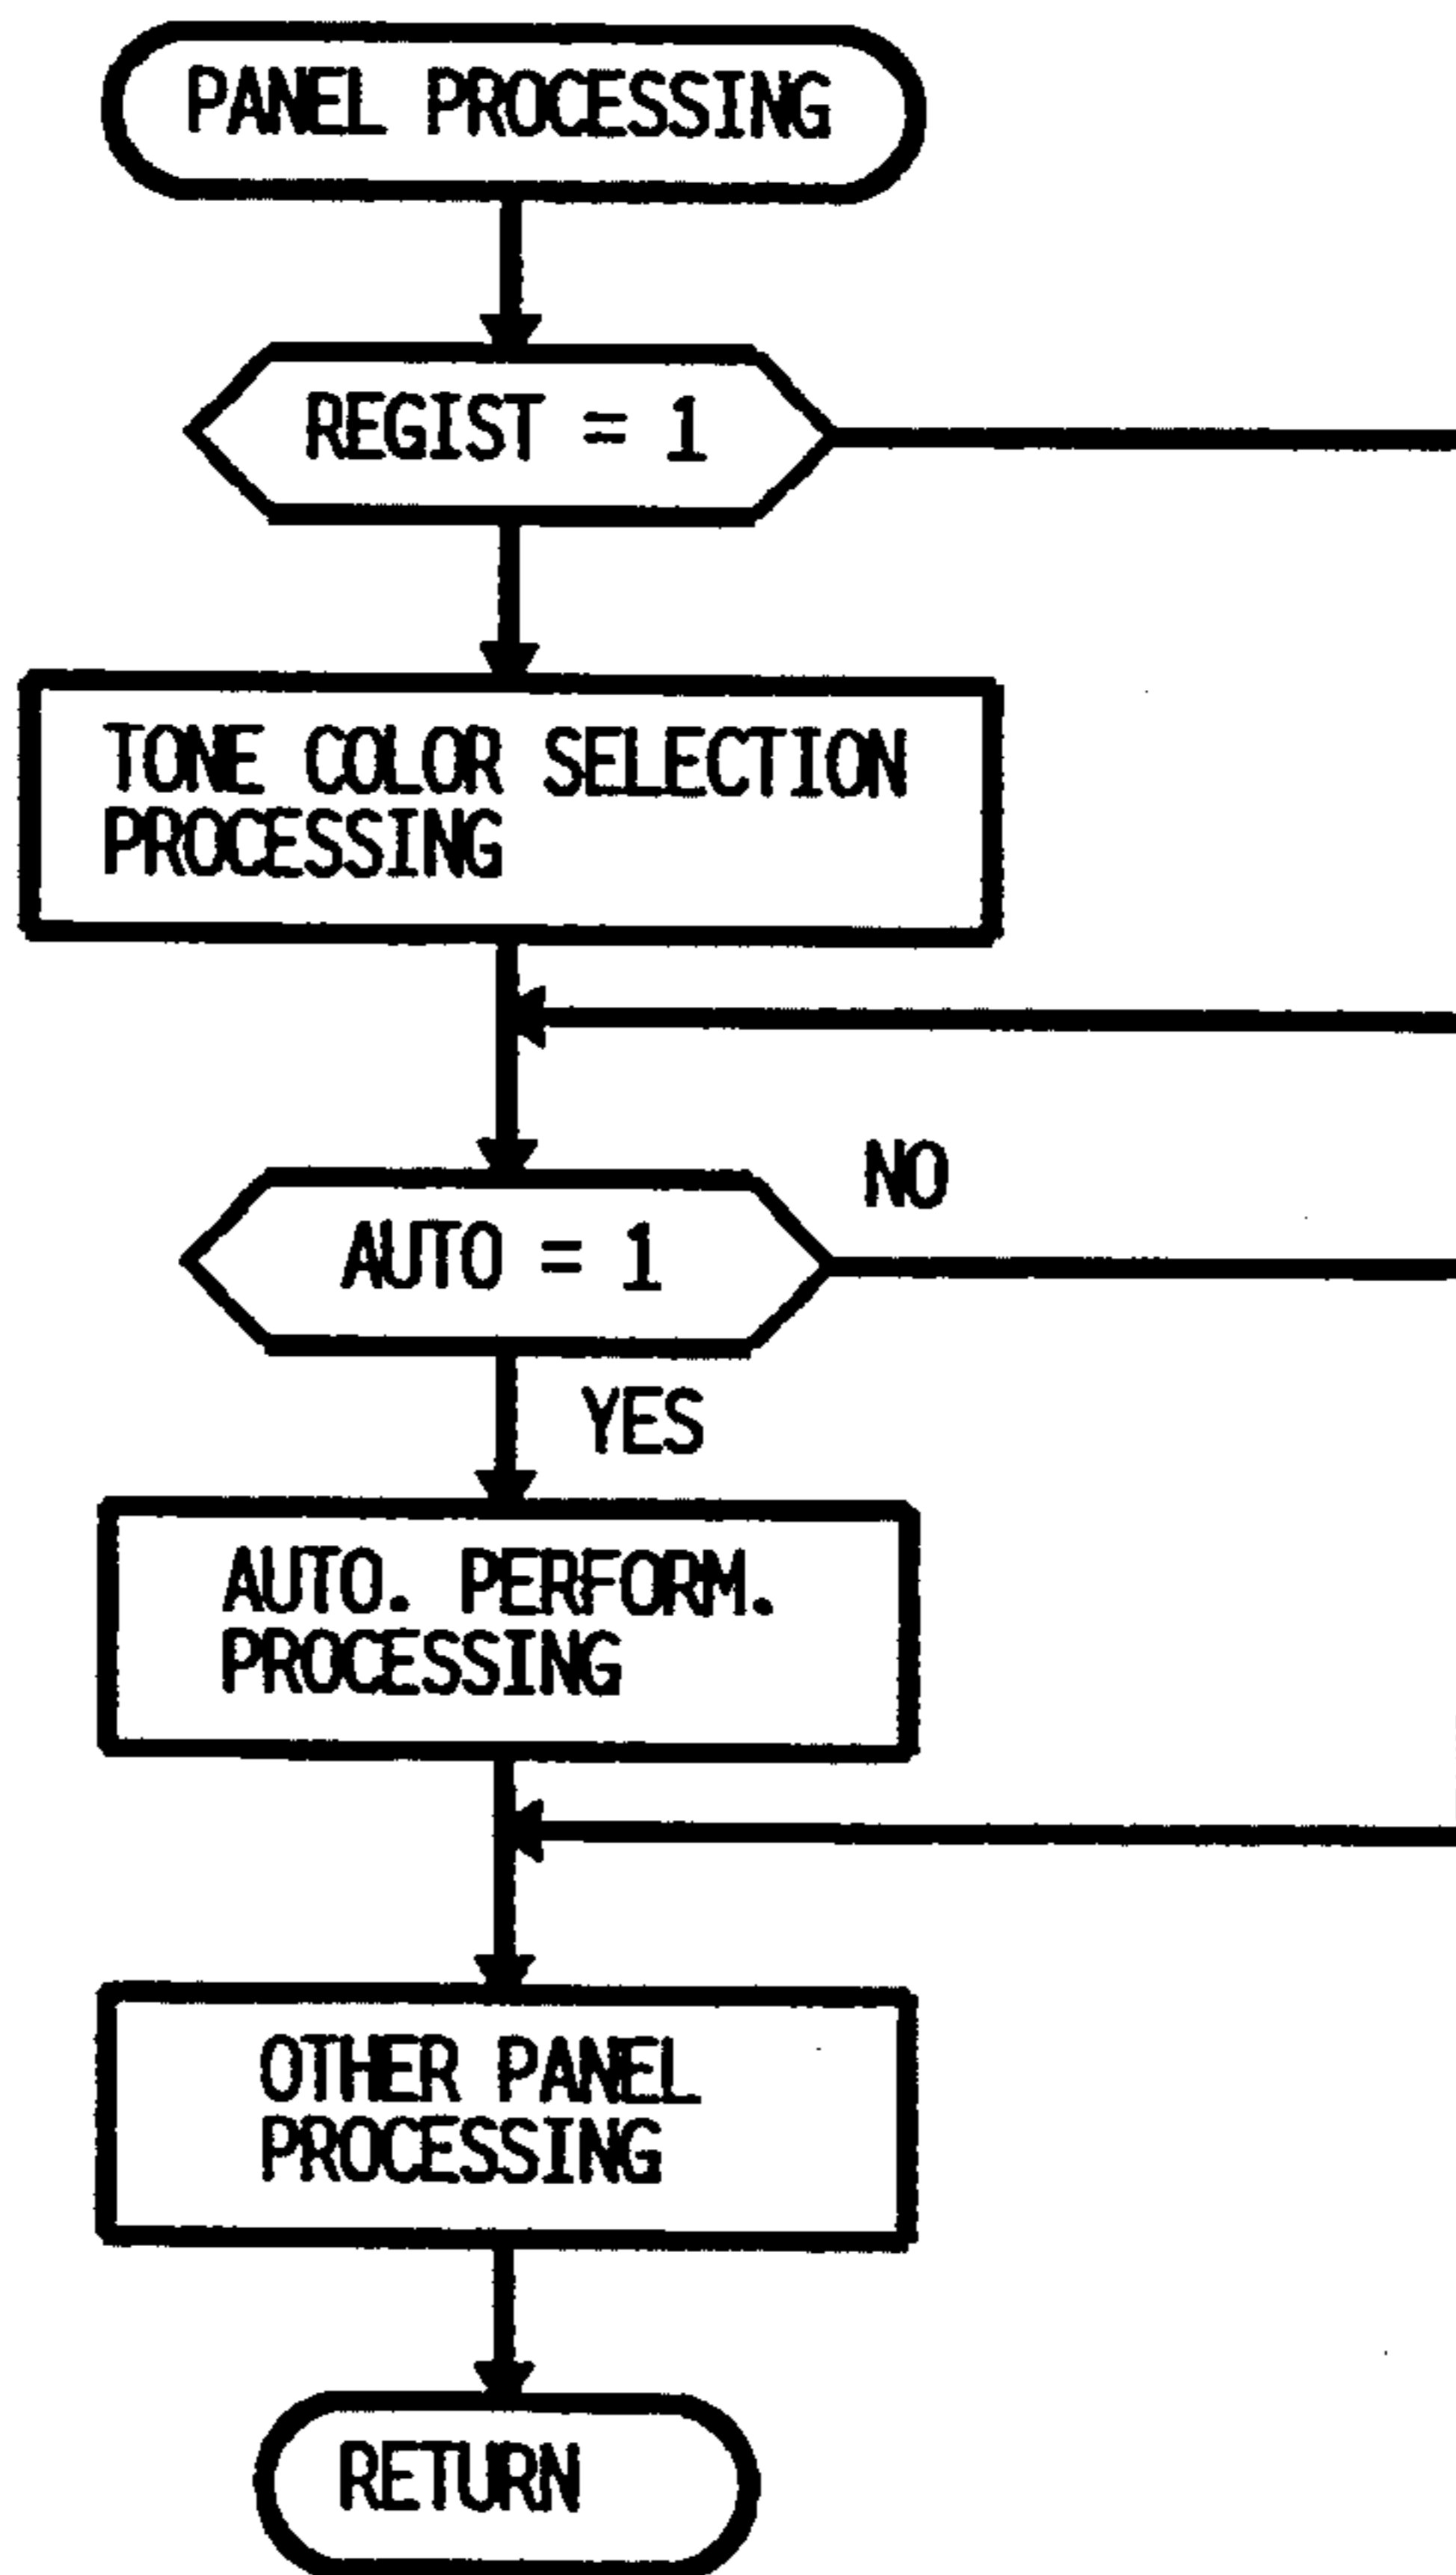 PANEL PROCESSING
REGIST = 1
TONE COLOR SELECTION
PROCESSING
NO
AUTO = 1
YES
AUTO. PERFORM.
PROCESSING
OTHER PANEL
PROCESSING
RETURN